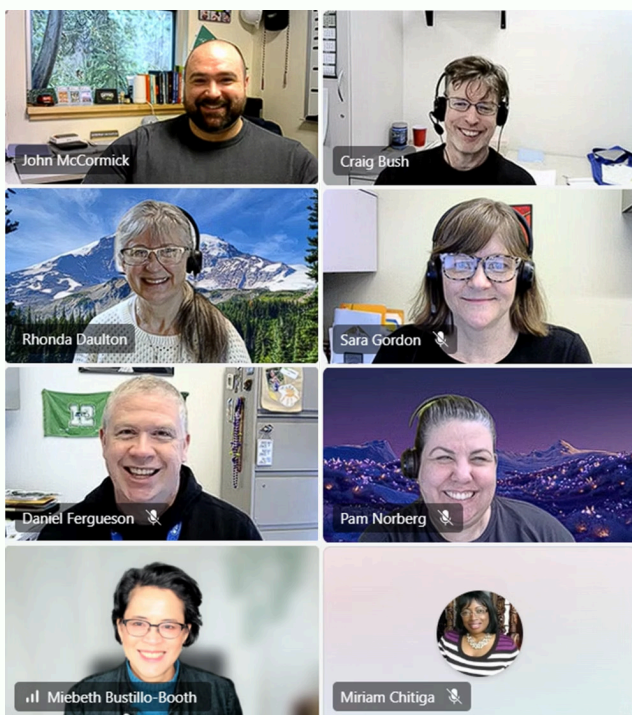 John McCormick
Craig Bush
Rhonda Daulton
Sara Gordon
Daniel Fergueson
Pam Norberg
Miebeth Bustillo-Booth
Miriam Chitiga